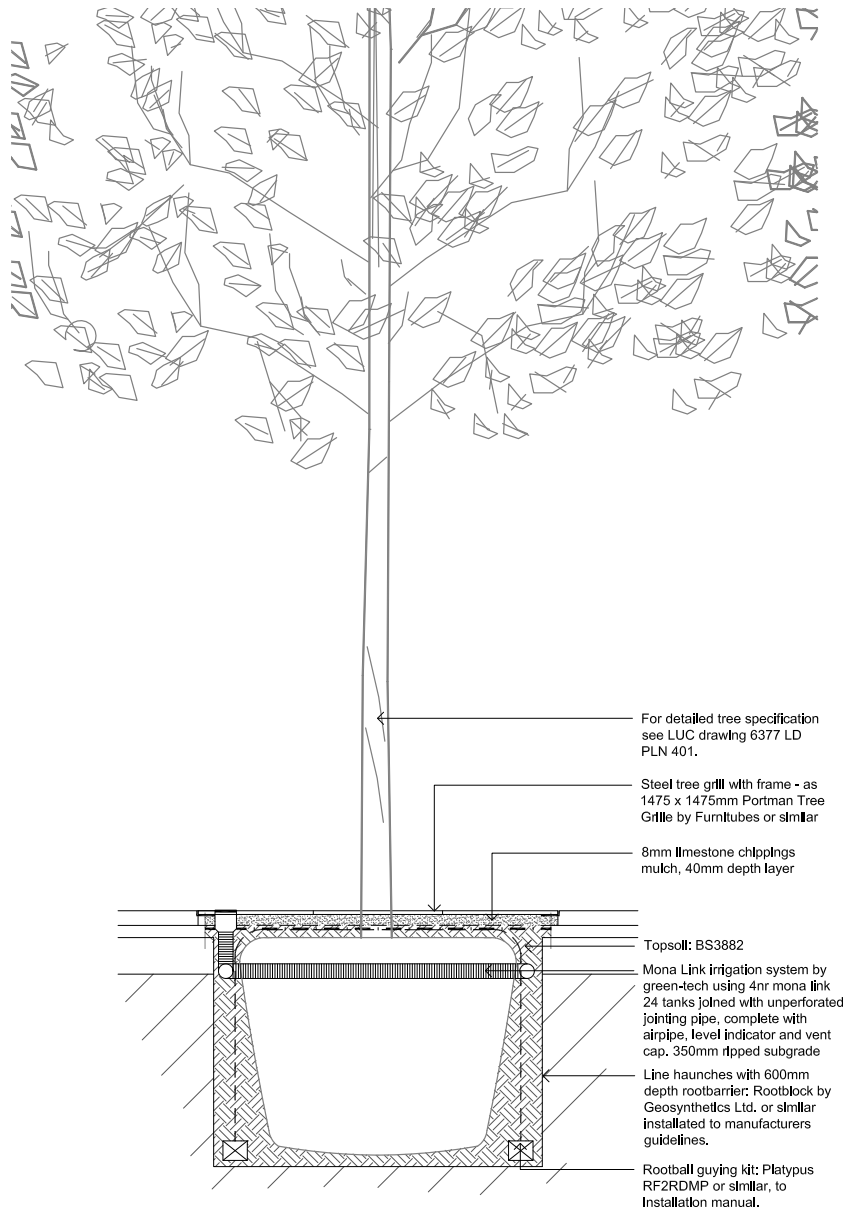 For detailed tree specification
see LUC drawing 6377 LD
PLN 401.
Steel tree grill with frame - as
1475 x 1475mm Portman Tree
Grille by Furnitubes or similar
8mm limestone chippings
mulch, 40mm depth layer
Topsoil: BS3882
Mona Link irrigation system by
green-tech using 4nr mona link
24 tanks joined with unperforated
jointing pipe, complete with
airpipe, level indicator and vent
cap. 350mm ripped subgrade
Line haunches with 600mm
depth rootbarrier: Rootblock by
Geosynthetics Ltd. or similar
installated to manufacturers
guidelines.
Rootball guying kit: Platypus
RF2RDMP or similar, to
Installation manual.